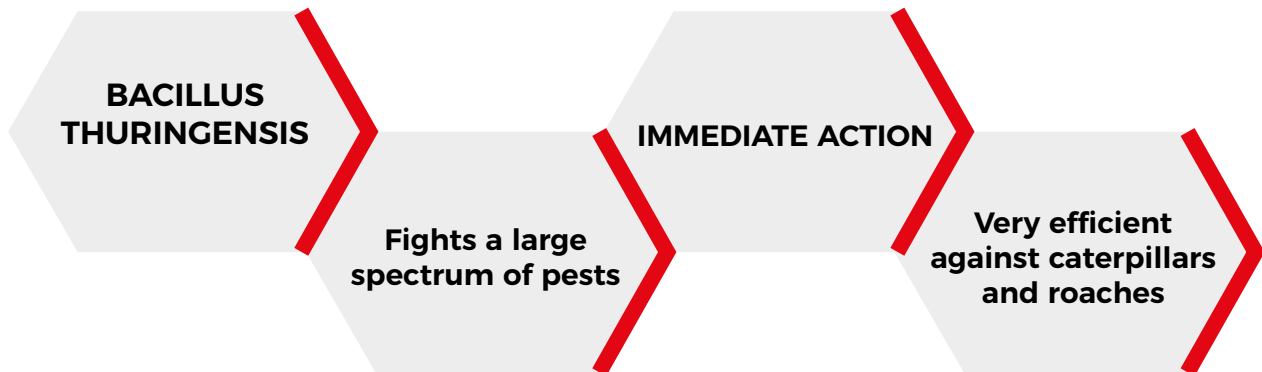 BACILLUS
THURINGENSIS
Fights a large
spectrum of pests
IMMEDIATE ACTION
Very efficient
against caterpillars
and roaches